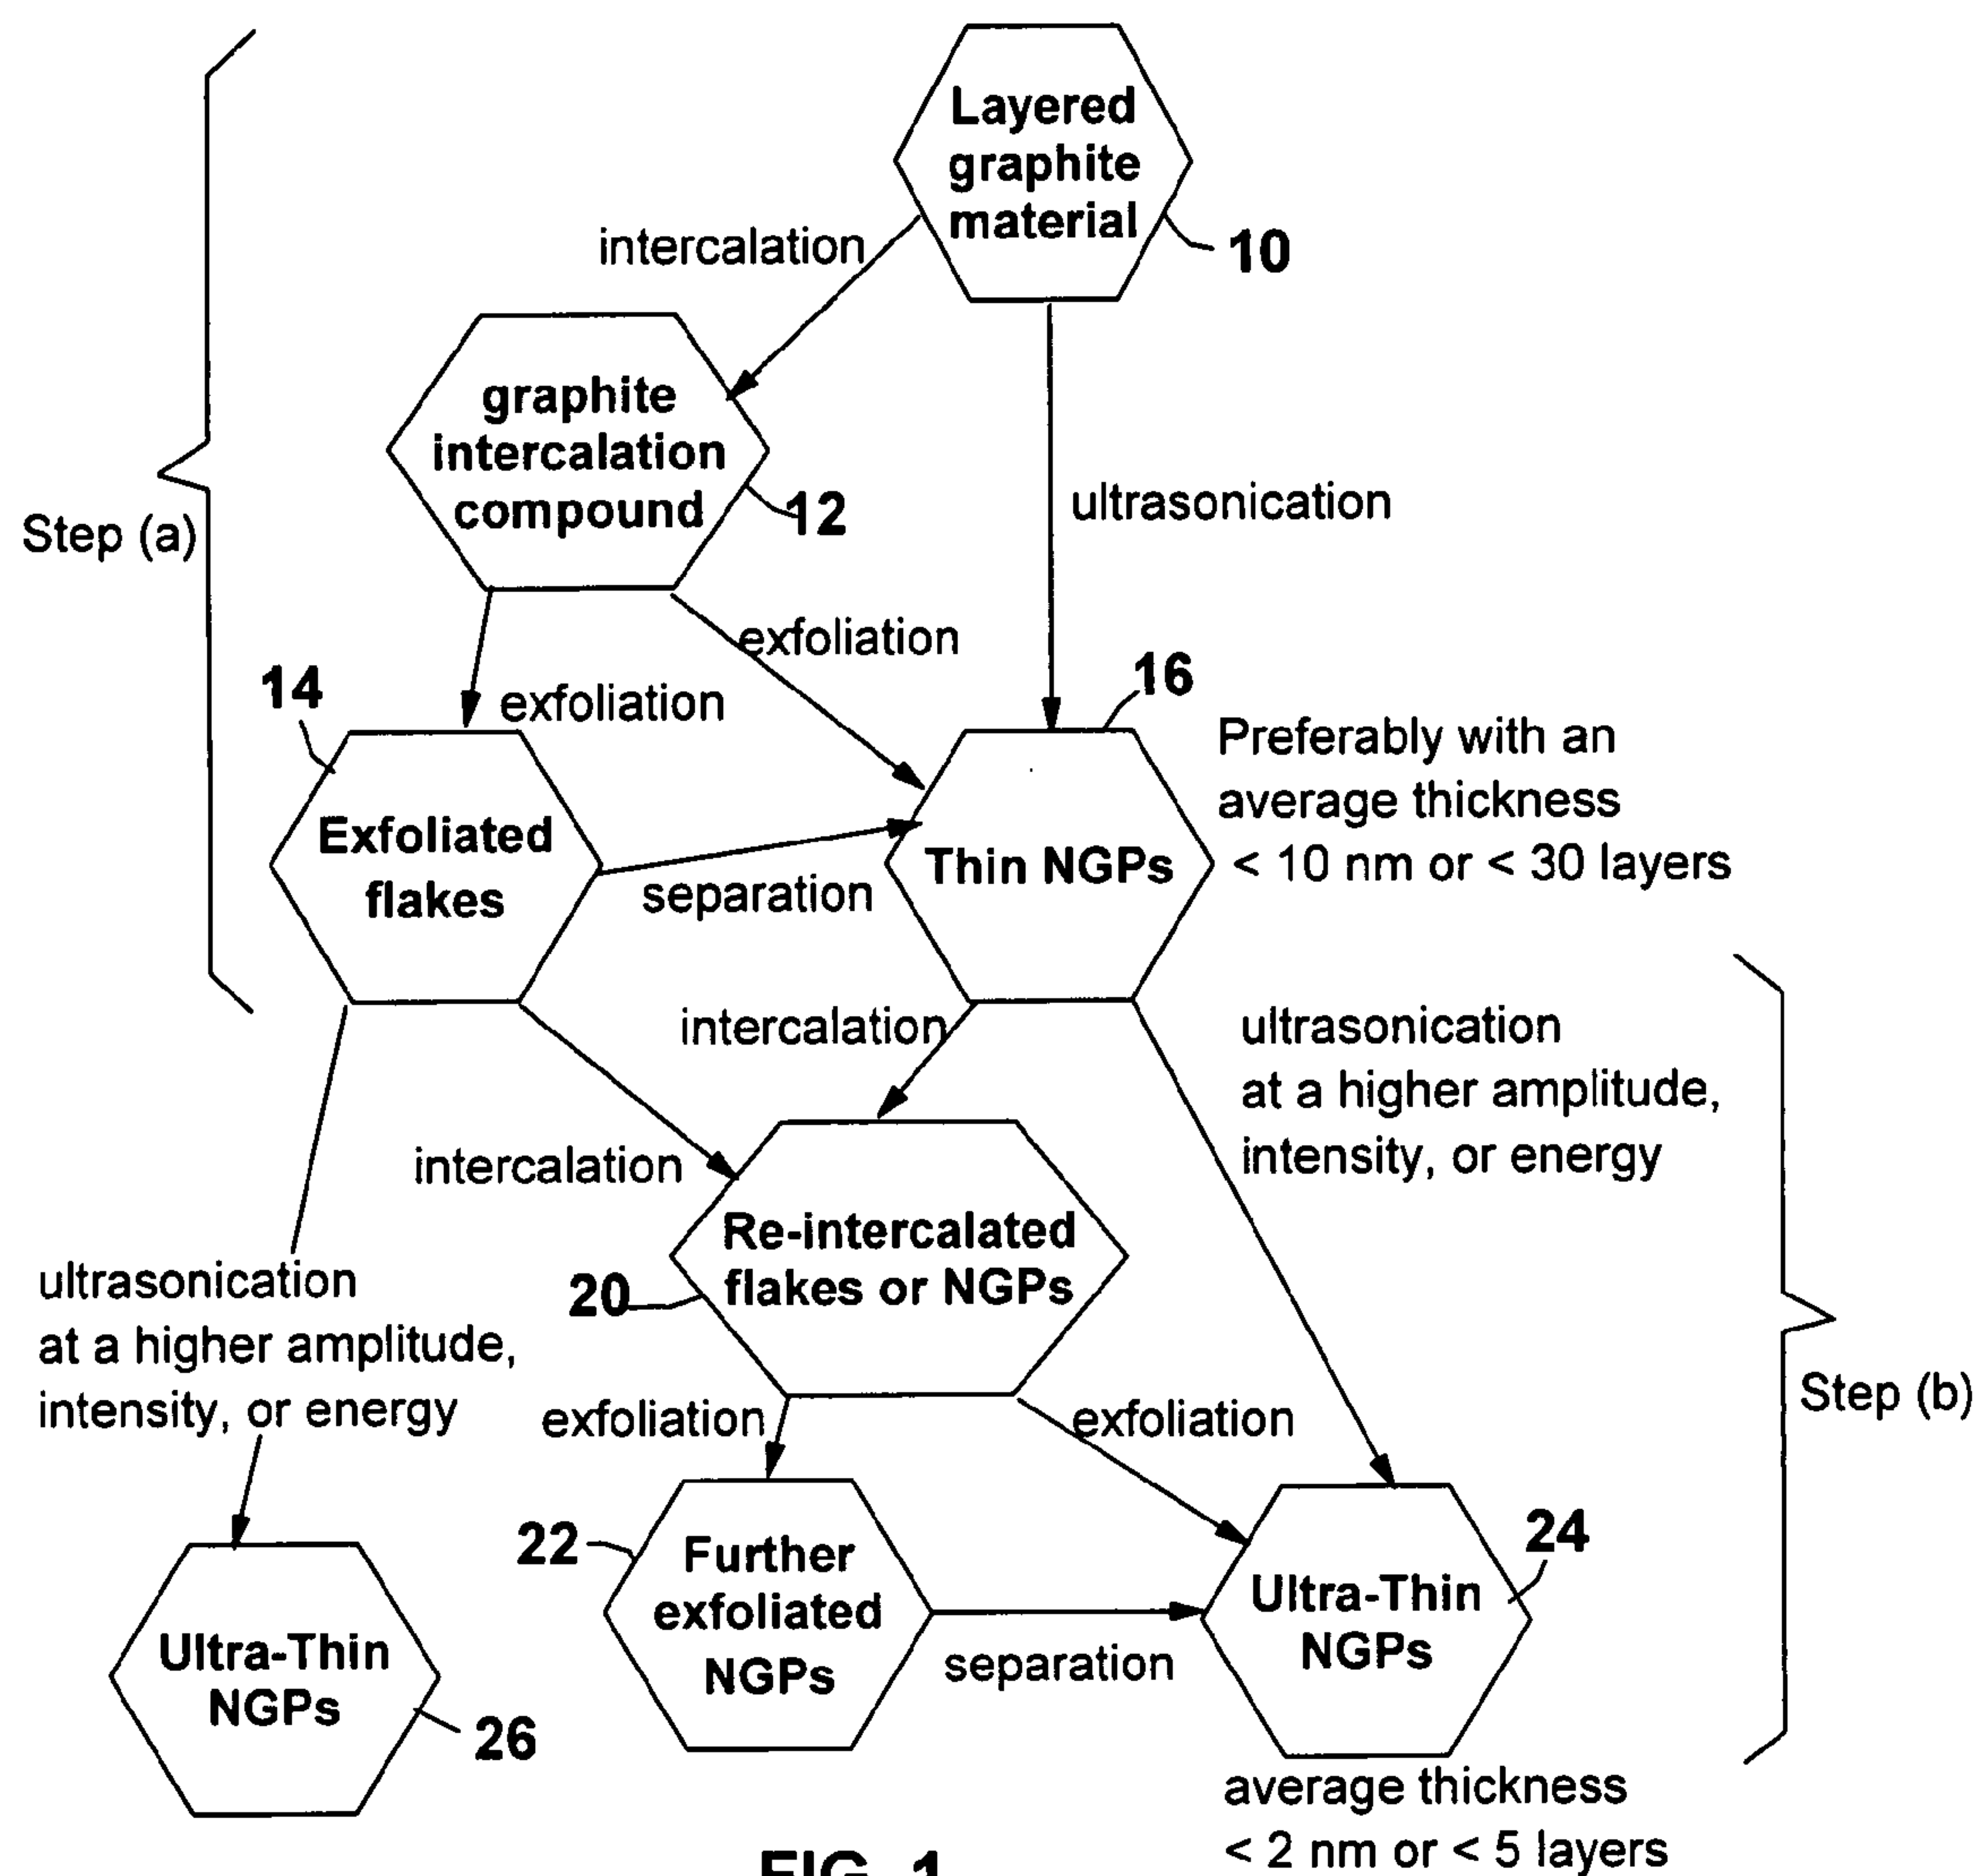 Layered
graphite
material
10
intercalation
graphite
intercalation
compound
12
ultrasonication
Step (a)
exfoliation
exfoliation
14
16
Exfoliated
flakes
separation
Thin NGPs
Preferably with an
average thickness
< 10 nm or < 30 layers
intercalation
intercalation
ultrasonication
at a higher amplitude,
intensity, or energy
Re-intercalated
flakes or NGPs
20
ultrasonication
at a higher amplitude,
intensity, or energy
Step (b)
exfoliation
exfoliation
22
Further
exfoliated
NGPs
separation
24
Ultra-Thin
NGPs
Ultra-Thin
NGPs
26
average thickness
< 2 nm or < 5 layers
FIG. 1